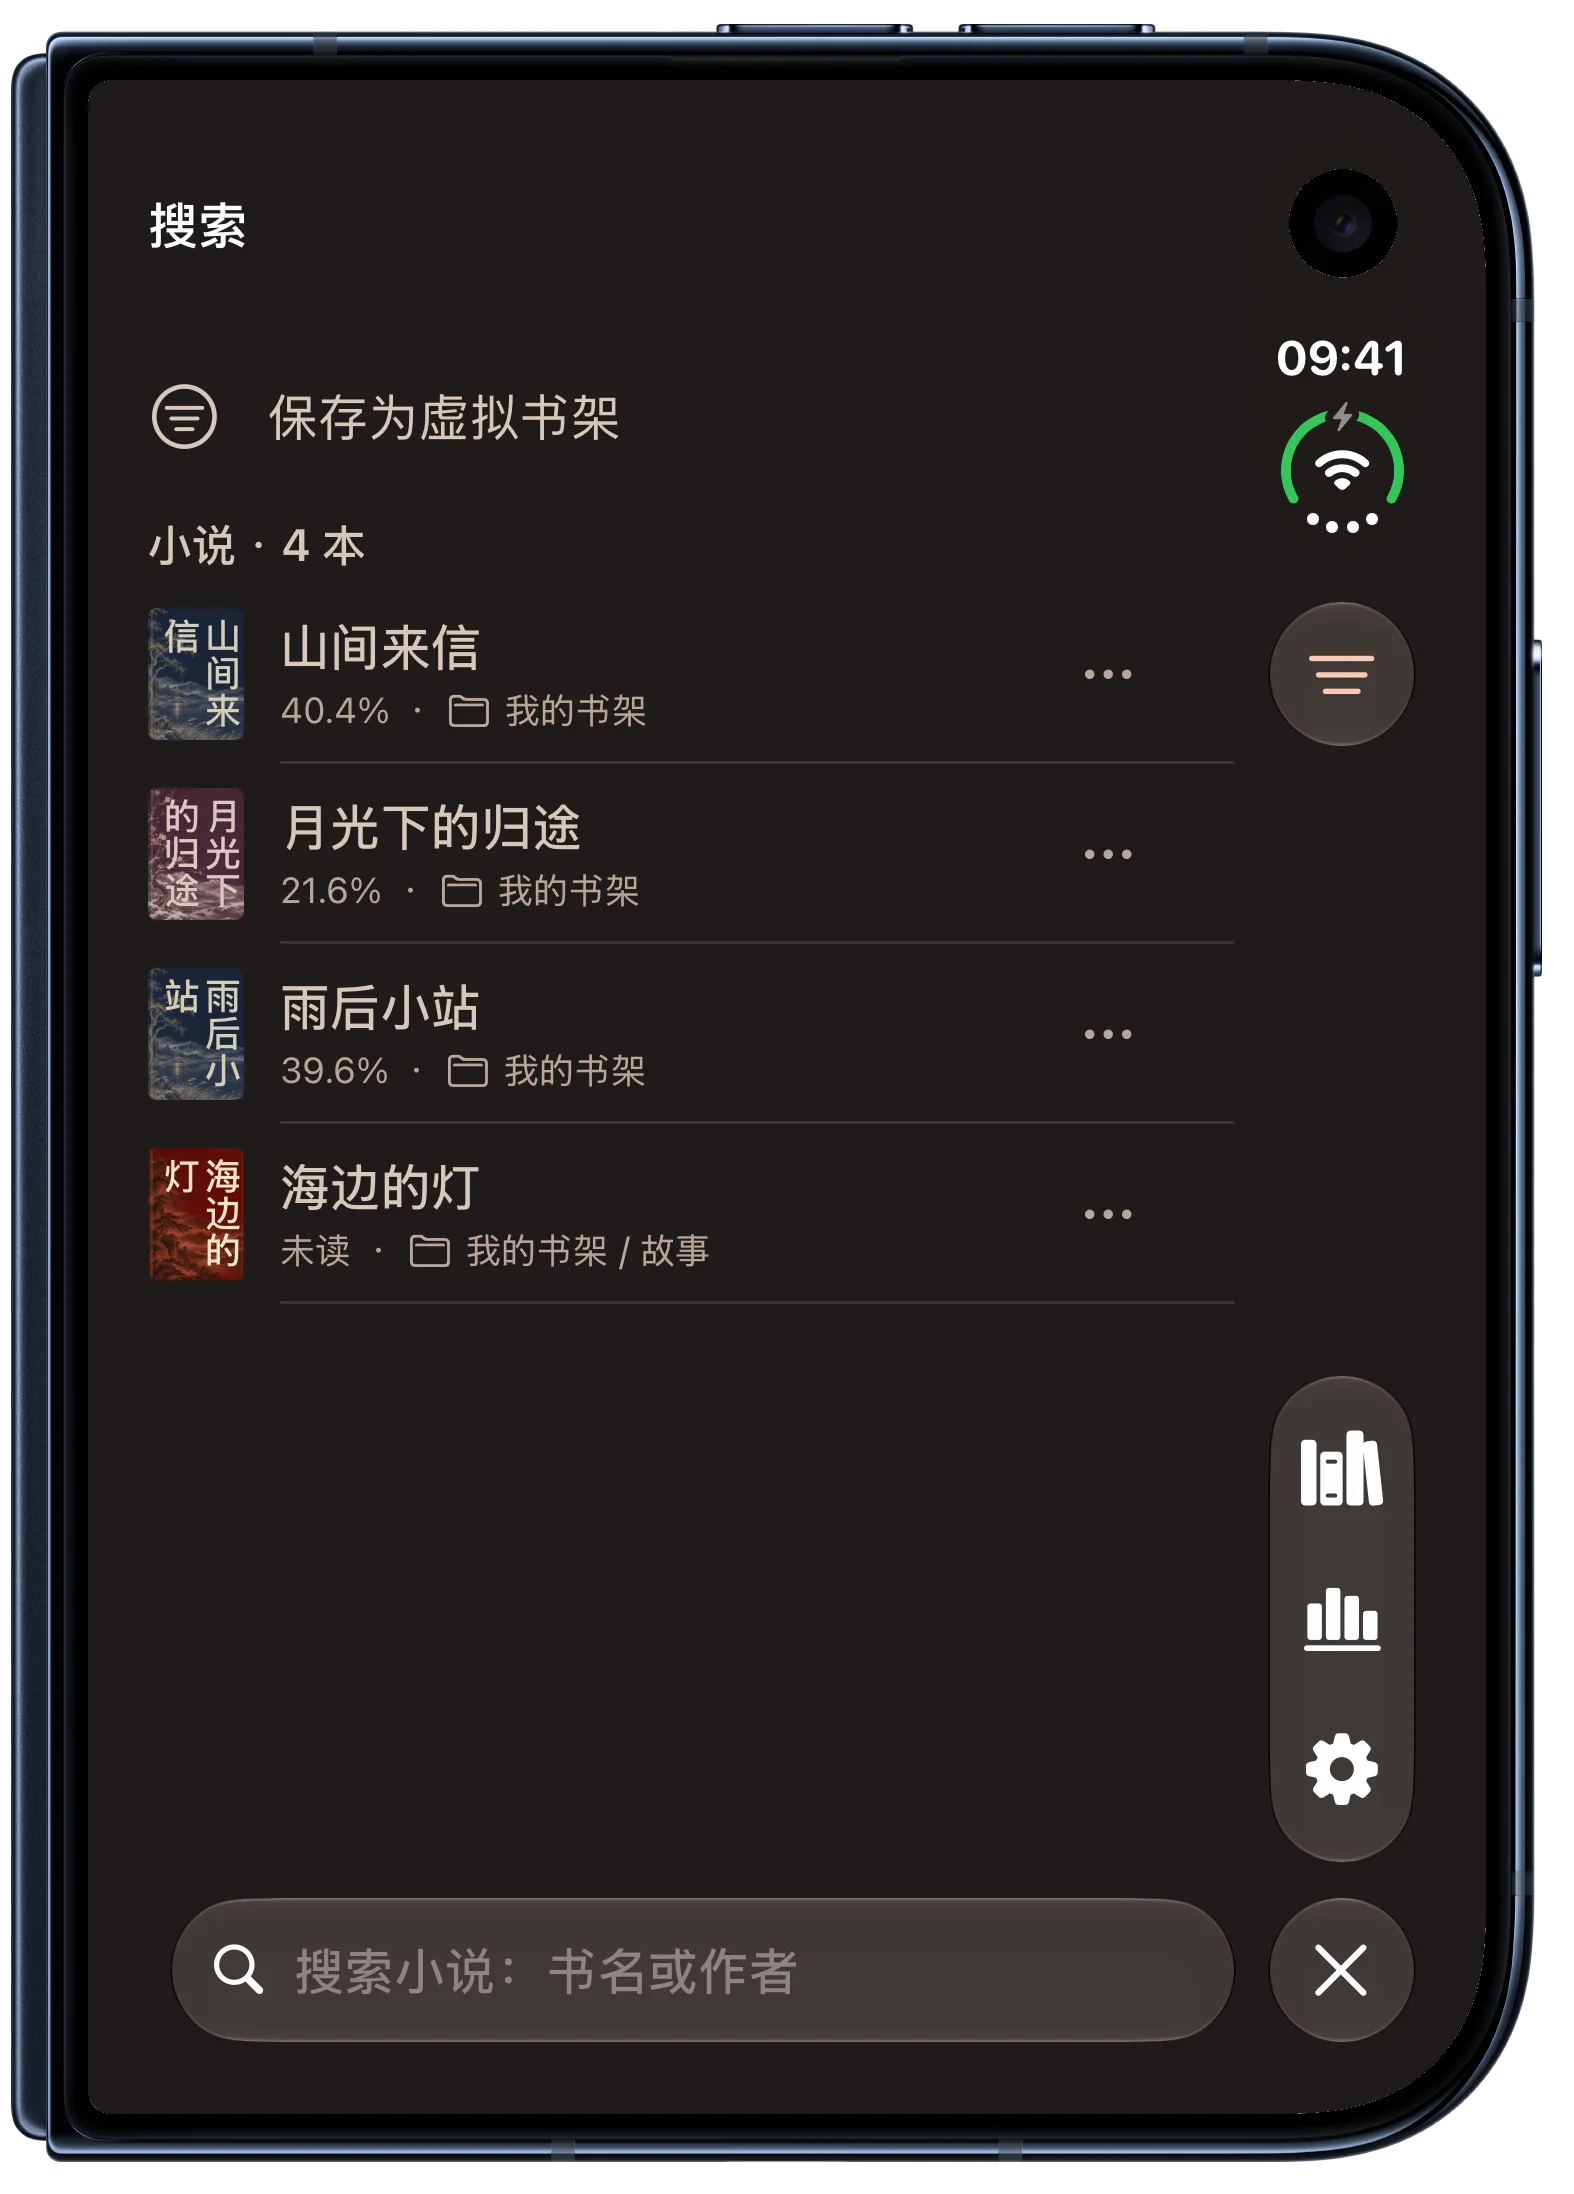 搜索
09:41
保存为虚拟书架
小说 · 4 本
山间来信
山间来信
40.4% · 我的书架
月光下的归途
月光下的归途
21.6% · 我的书架
雨后小站
雨后小站
39.6% · 我的书架
海边的灯
海边的灯
未读 · 我的书架 / 故事
搜索小说：书名或作者